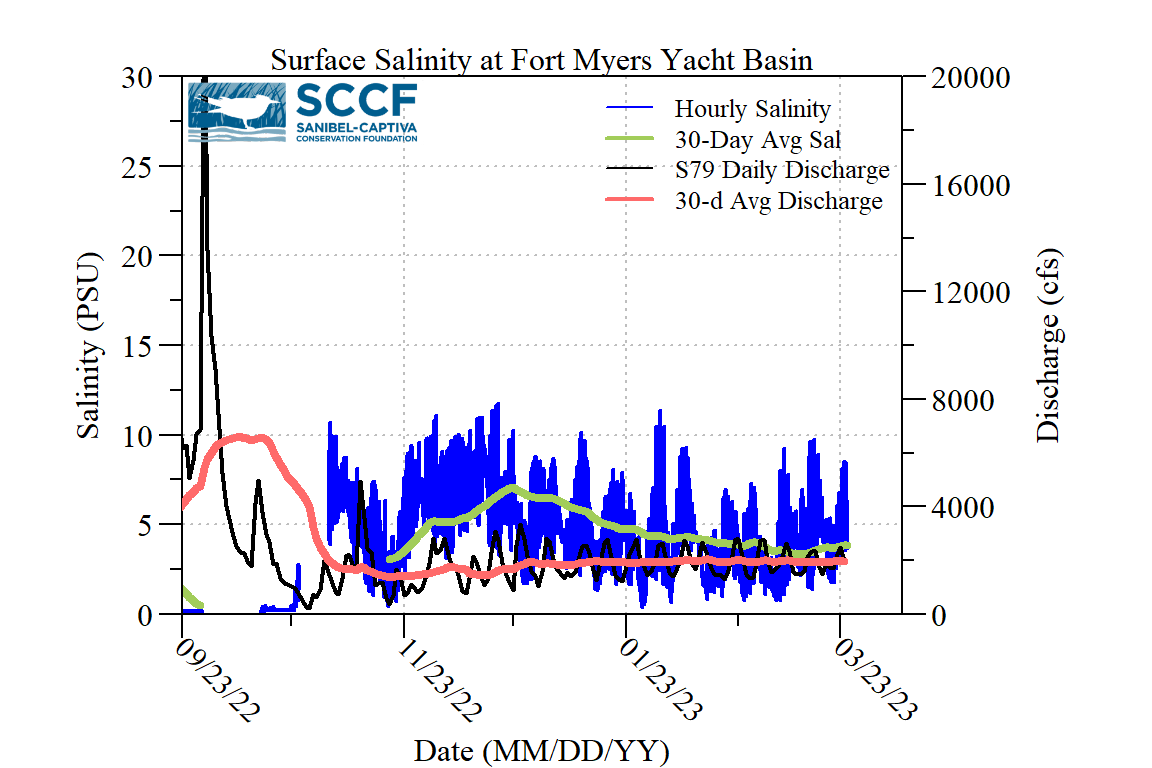 Surface Salinity at Fort Myers Yacht Basin
SCCF
SANIBEL-CAPTIVA
CONSERVATION FOUNDATION
Hourly Salinity
30-Day Avg Sal
S79 Daily Discharge
30-d Avg Discharge
Salinity (PSU)
30
25
20
15
10
5
0
Discharge (cfs)
20000
16000
12000
8000
4000
0
09/23/22
11/23/22
01/23/23
03/23/23
Date (MM/DD/YY)